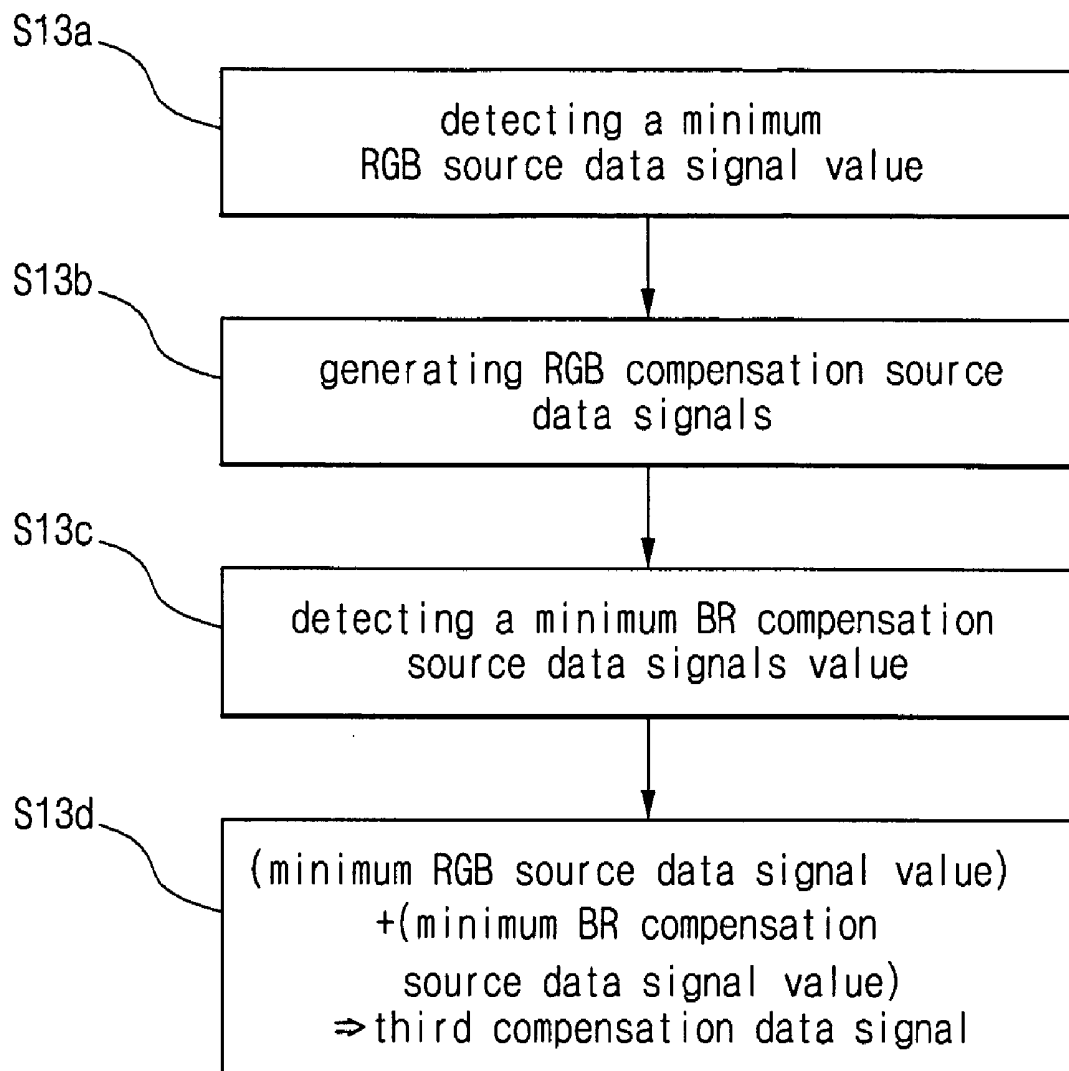 S13a
detecting a minimum
RGB source data signal value
S13b
generating RGB compensation source
data signals
S13c
detecting a minimum BR compensation
source data signals value
S13d
(minimum RGB source data signal value)
+(minimum BR compensation
source data signal value)
⇒third compensation data signal